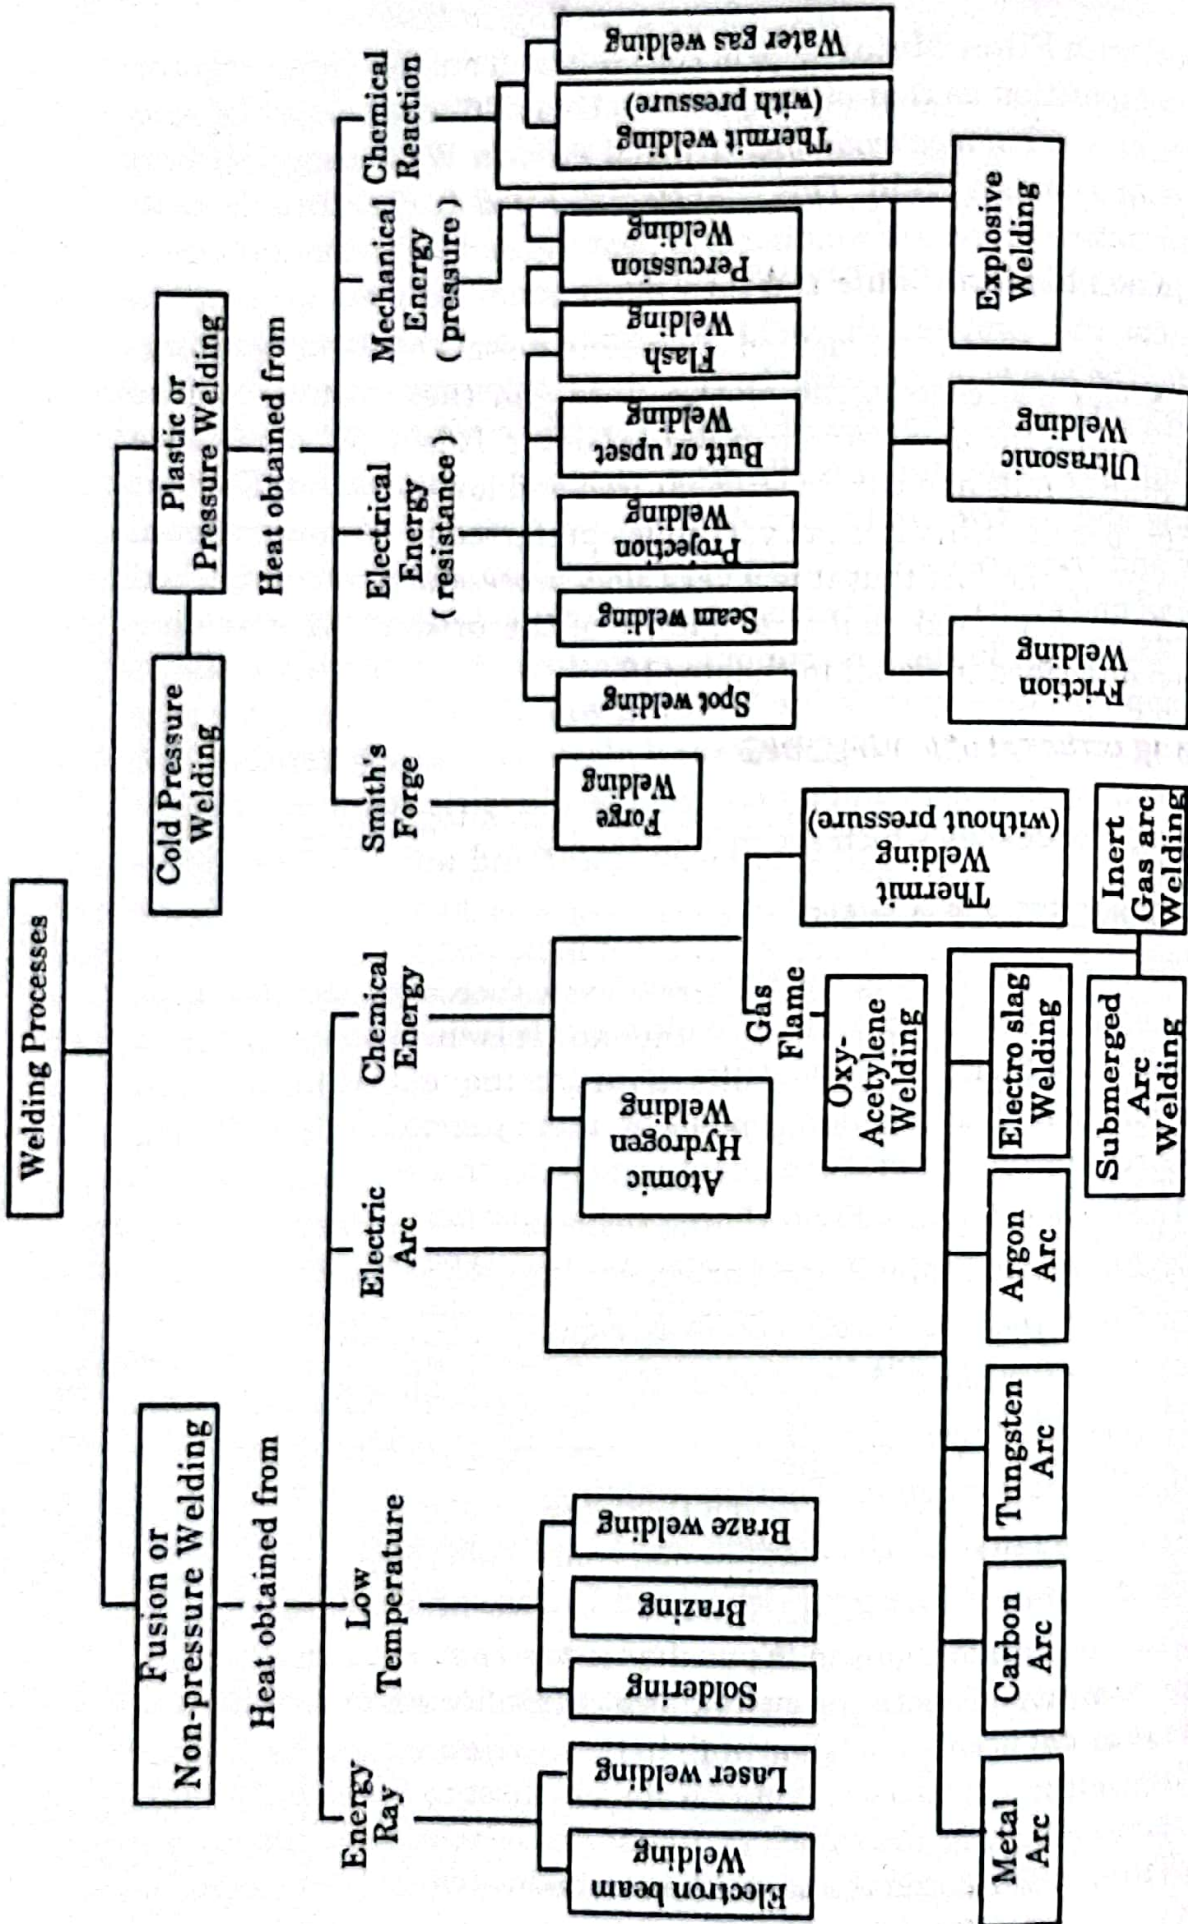 Welding Processes
Fusion or
Non-pressure Welding
Plastic or
Pressure Welding
Cold Pressure
Welding
Heat obtained from
Heat obtained from
Energy
Ray
Low
Temperature
Electric
Arc
Chemical
Energy
Smith's
Forge
Electrical
Energy
(resistance)
Mechanical
Energy
(pressure)
Chemical
Reaction
Electron beam
Welding
Laser welding
Soldering
Brazing
Braze welding
Atomic
Hydrogen
Welding
Gas
Flame
Oxy-
Acetylene
Welding
Thermit
Welding
(without pressure)
Forge
Welding
Spot welding
Seam welding
Projection
Welding
Butt or upset
Welding
Flash
Welding
Percussion
Welding
Thermit welding
(with pressure)
Water gas
welding
Metal
Arc
Carbon
Arc
Tungsten
Arc
Argon
Arc
Electro slag
Welding
Submerged
Arc
Welding
Inert
Gas arc
Welding
Friction
Welding
Ultrasonic
Welding
Explosive
Welding